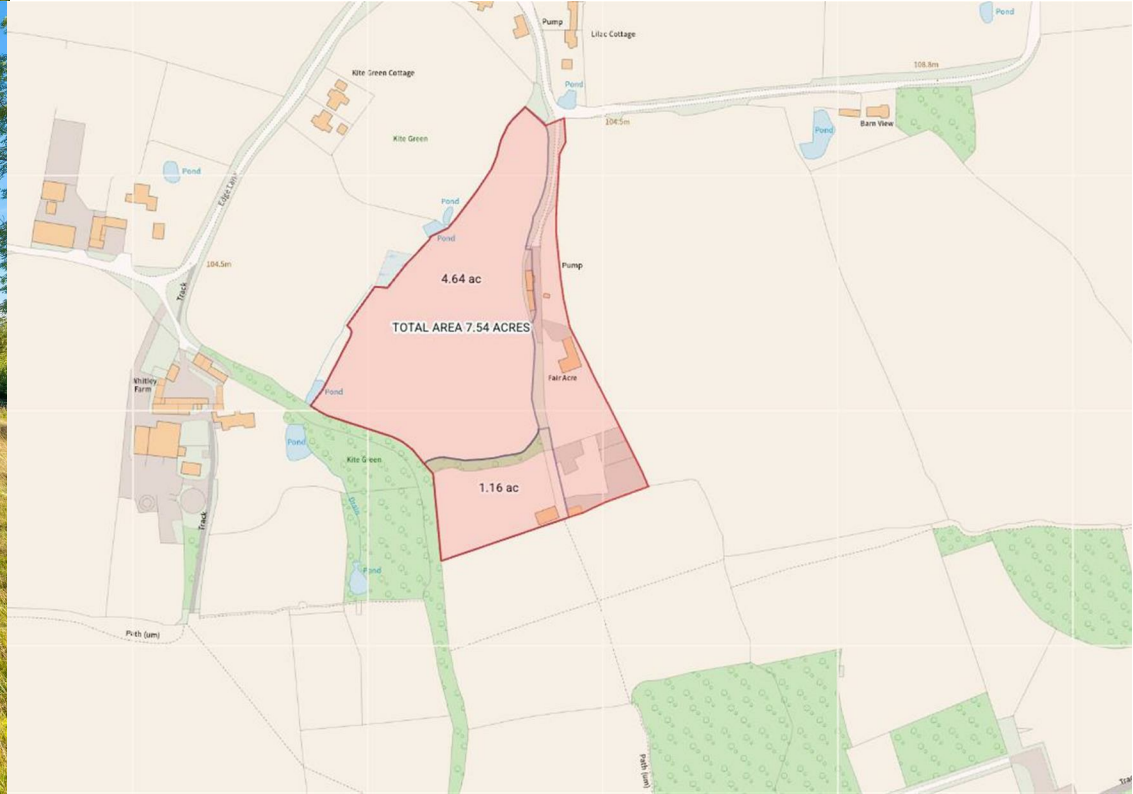 Pump
Lilac Cottage
Pond
108.8m
Kite Green Cottage
Pond
104.5m
Pond
Barn View
Kite Green
Pond
Edge Lane
Pond
Pond
104.5m
Track
4.64 ac
Pump
TOTAL AREA 7.54 ACRES
Whitley
Farm
Fair Acre
Pond
Pond
Kite Green
1.16 ac
Drain
Track
Pond
Path (um)
Path (um)